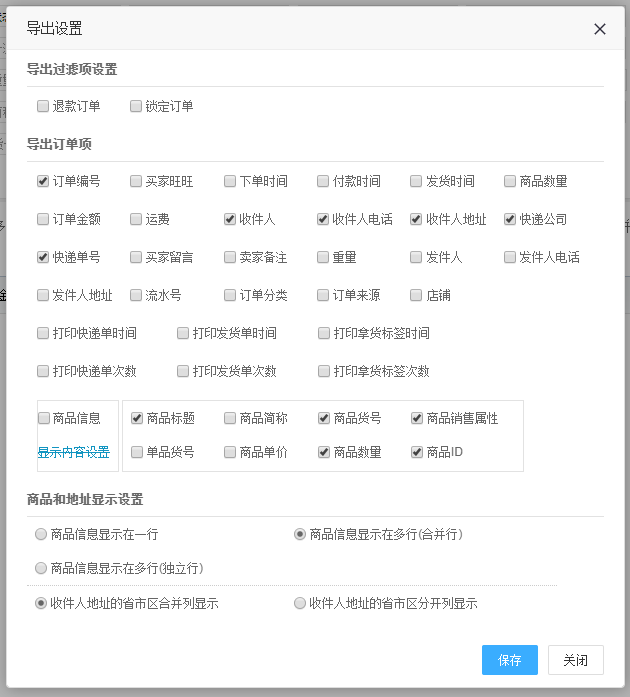 导出设置
导出过滤项设置
退款订单 锁定订单
导出订单项
订单编号 买家旺旺 下单时间 付款时间 发货时间 商品数量
订单金额 运费 收件人 收件人电话 收件人地址 快递公司
快递单号 买家留言 卖家备注 重量 发件人 发件人电话
发件人地址 流水号 订单分类 订单来源 店铺
打印快递单时间 打印发货单时间 打印拿货标签时间
打印快递单次数 打印发货单次数 打印拿货标签次数
商品信息 商品标题 商品简称 商品货号 商品销售属性
显示内容设置 单品货号 商品单价 商品数量 商品ID
商品和地址显示设置
商品信息显示在一行 商品信息显示在多行(合并行)
商品信息显示在多行(独立行)
收件人地址的省市区合并列显示 收件人地址的省市区分开列显示
保存 关闭